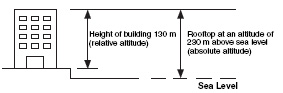 Height of building 130 m
(relative altitude)
Rooftop at an altitude of
230 m above sea level
(absolute altitude)
Sea Level